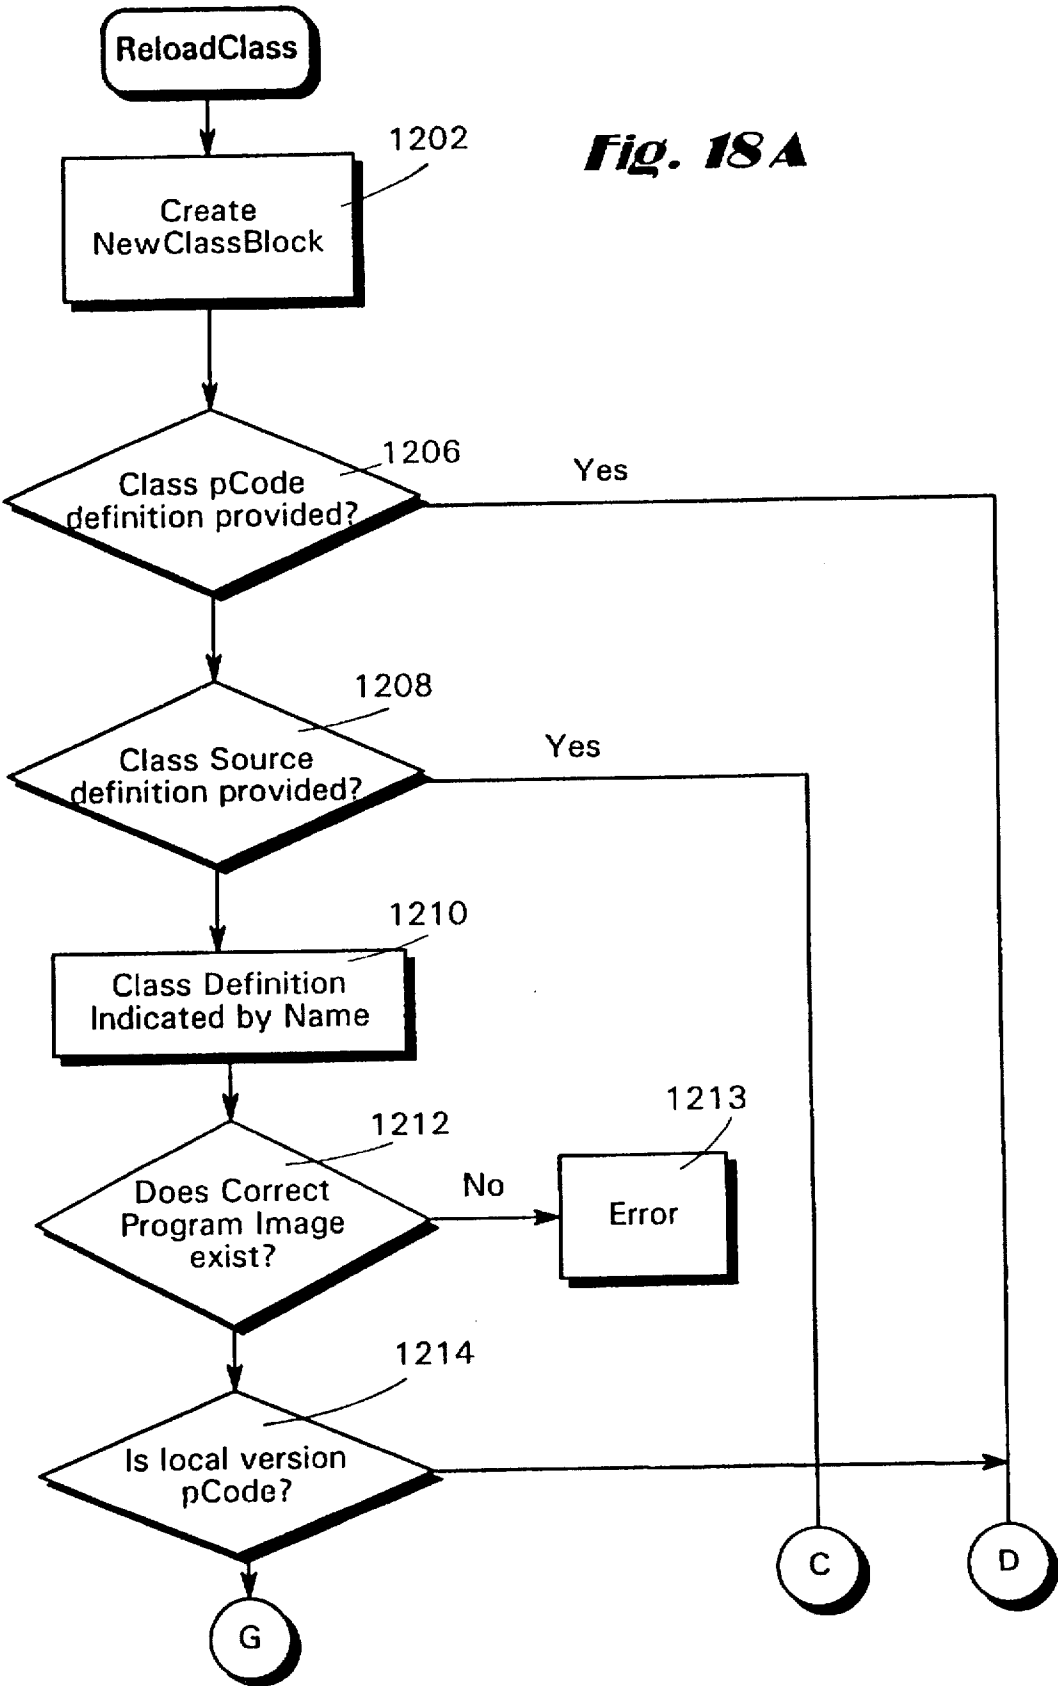 ReloadClass
Fig. 18A
1202
Create
NewClassBlock
1206
Yes
Class pCode
definition provided?
1208
Yes
Class Source
definition provided?
1210
Class Definition
Indicated by Name
1212
1213
Does Correct
Program Image
exist?
No
Error
1214
Is local version
pCode?
C
D
G